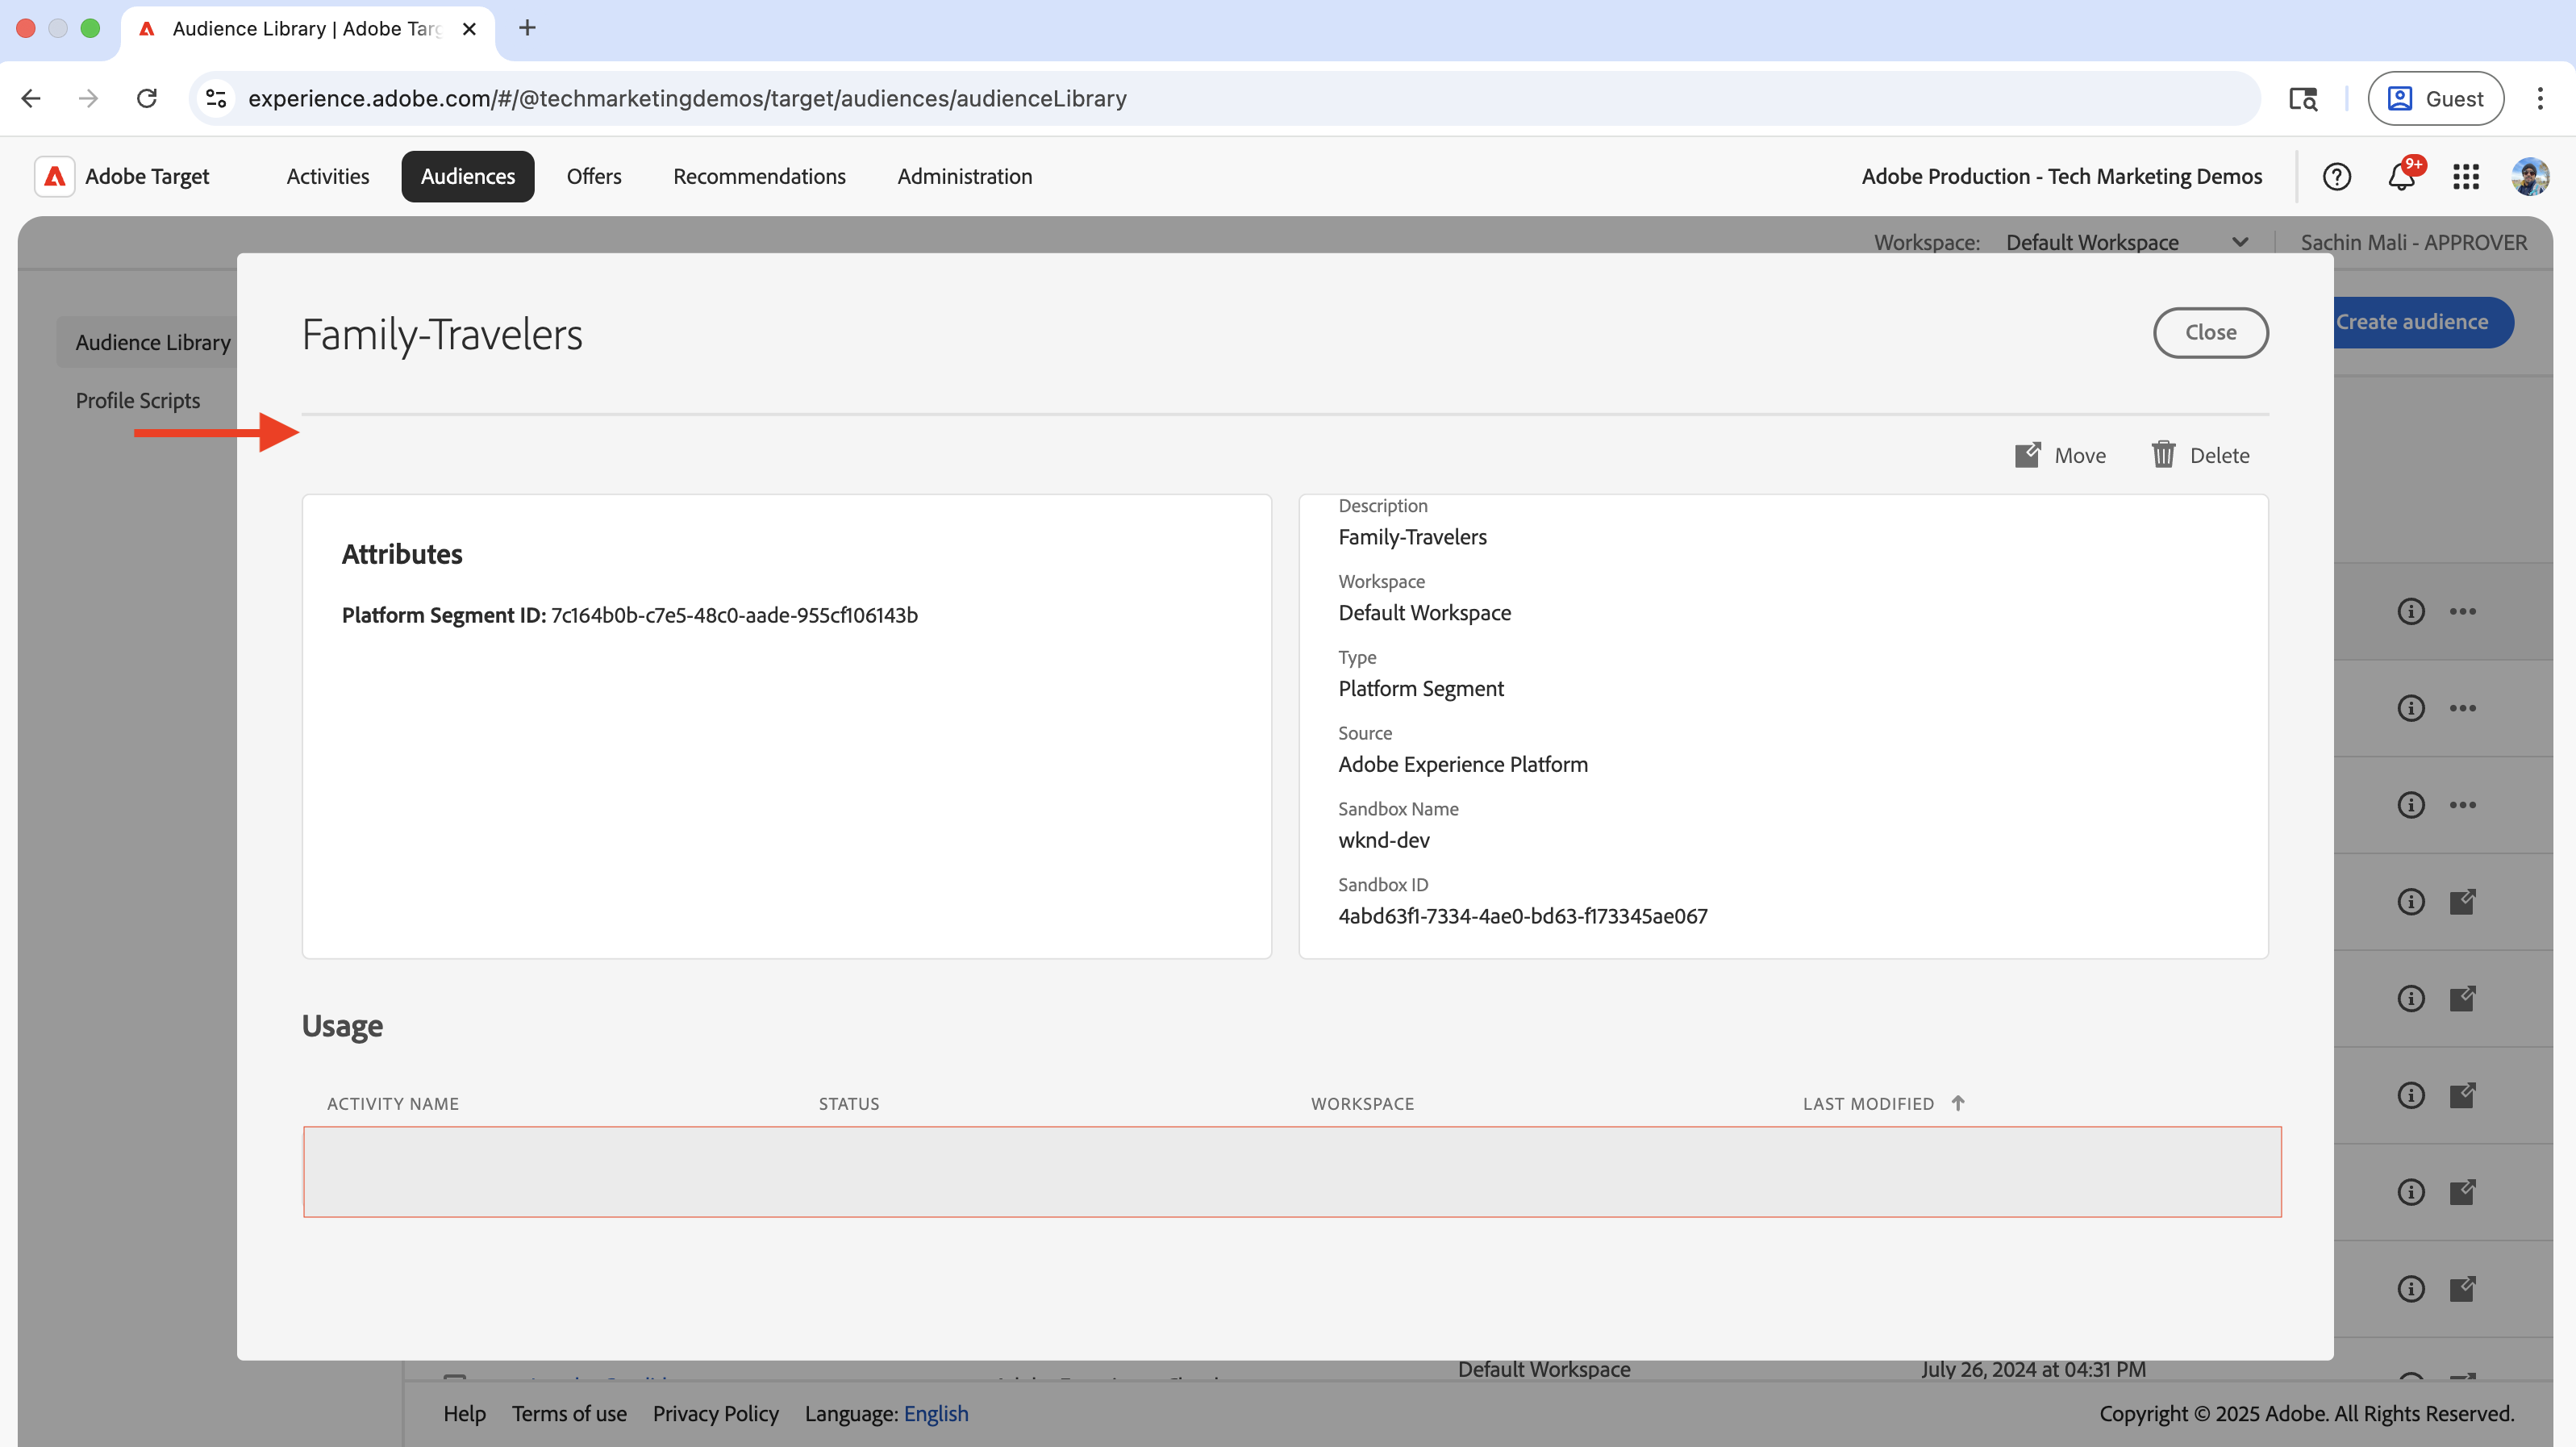 Audience Library | Adobe Targ
experience.adobe.com/#/@techmarketingdemos/target/audiences/audienceLibrary
Guest
Adobe Target
Activities
Audiences
Offers
Recommendations
Administration
Adobe Production - Tech Marketing Demos
9+
Workspace: Default Workspace
Sachin Mali - APPROVER
Audience Library
Profile Scripts
Create audience
Family-Travelers
Close
Move
Delete
Attributes
Platform Segment ID: 7c164b0b-c7e5-48c0-aade-955cf106143b
Description
Family-Travelers
Workspace
Default Workspace
Type
Platform Segment
Source
Adobe Experience Platform
Sandbox Name
wknd-dev
Sandbox ID
4abd63f1-7334-4ae0-bd63-f173345ae067
Usage
ACTIVITY NAME STATUS WORKSPACE LAST MODIFIED
Default Workspace July 26, 2024 at 04:31 PM
Help Terms of use Privacy Policy Language: English
Copyright © 2025 Adobe. All Rights Reserved.